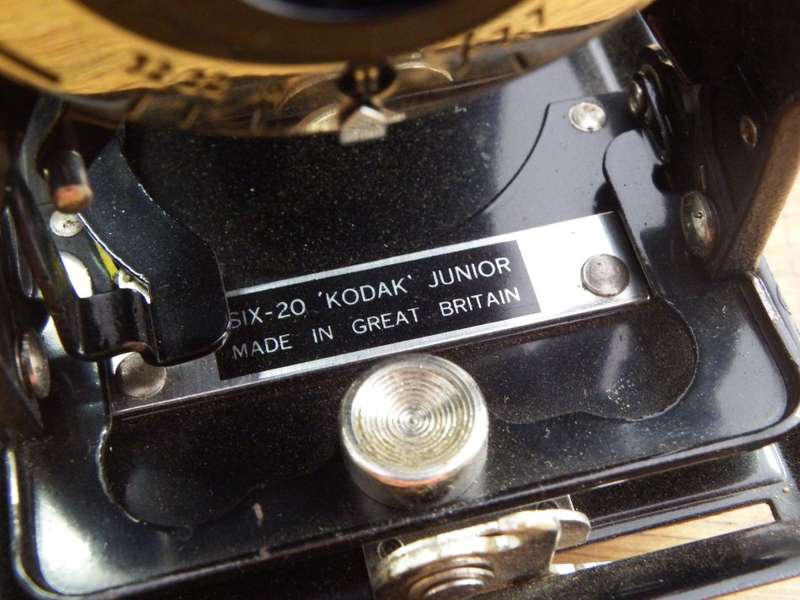 SIX-20 'KODAK' JUNIOR
MADE IN GREAT BRITAIN